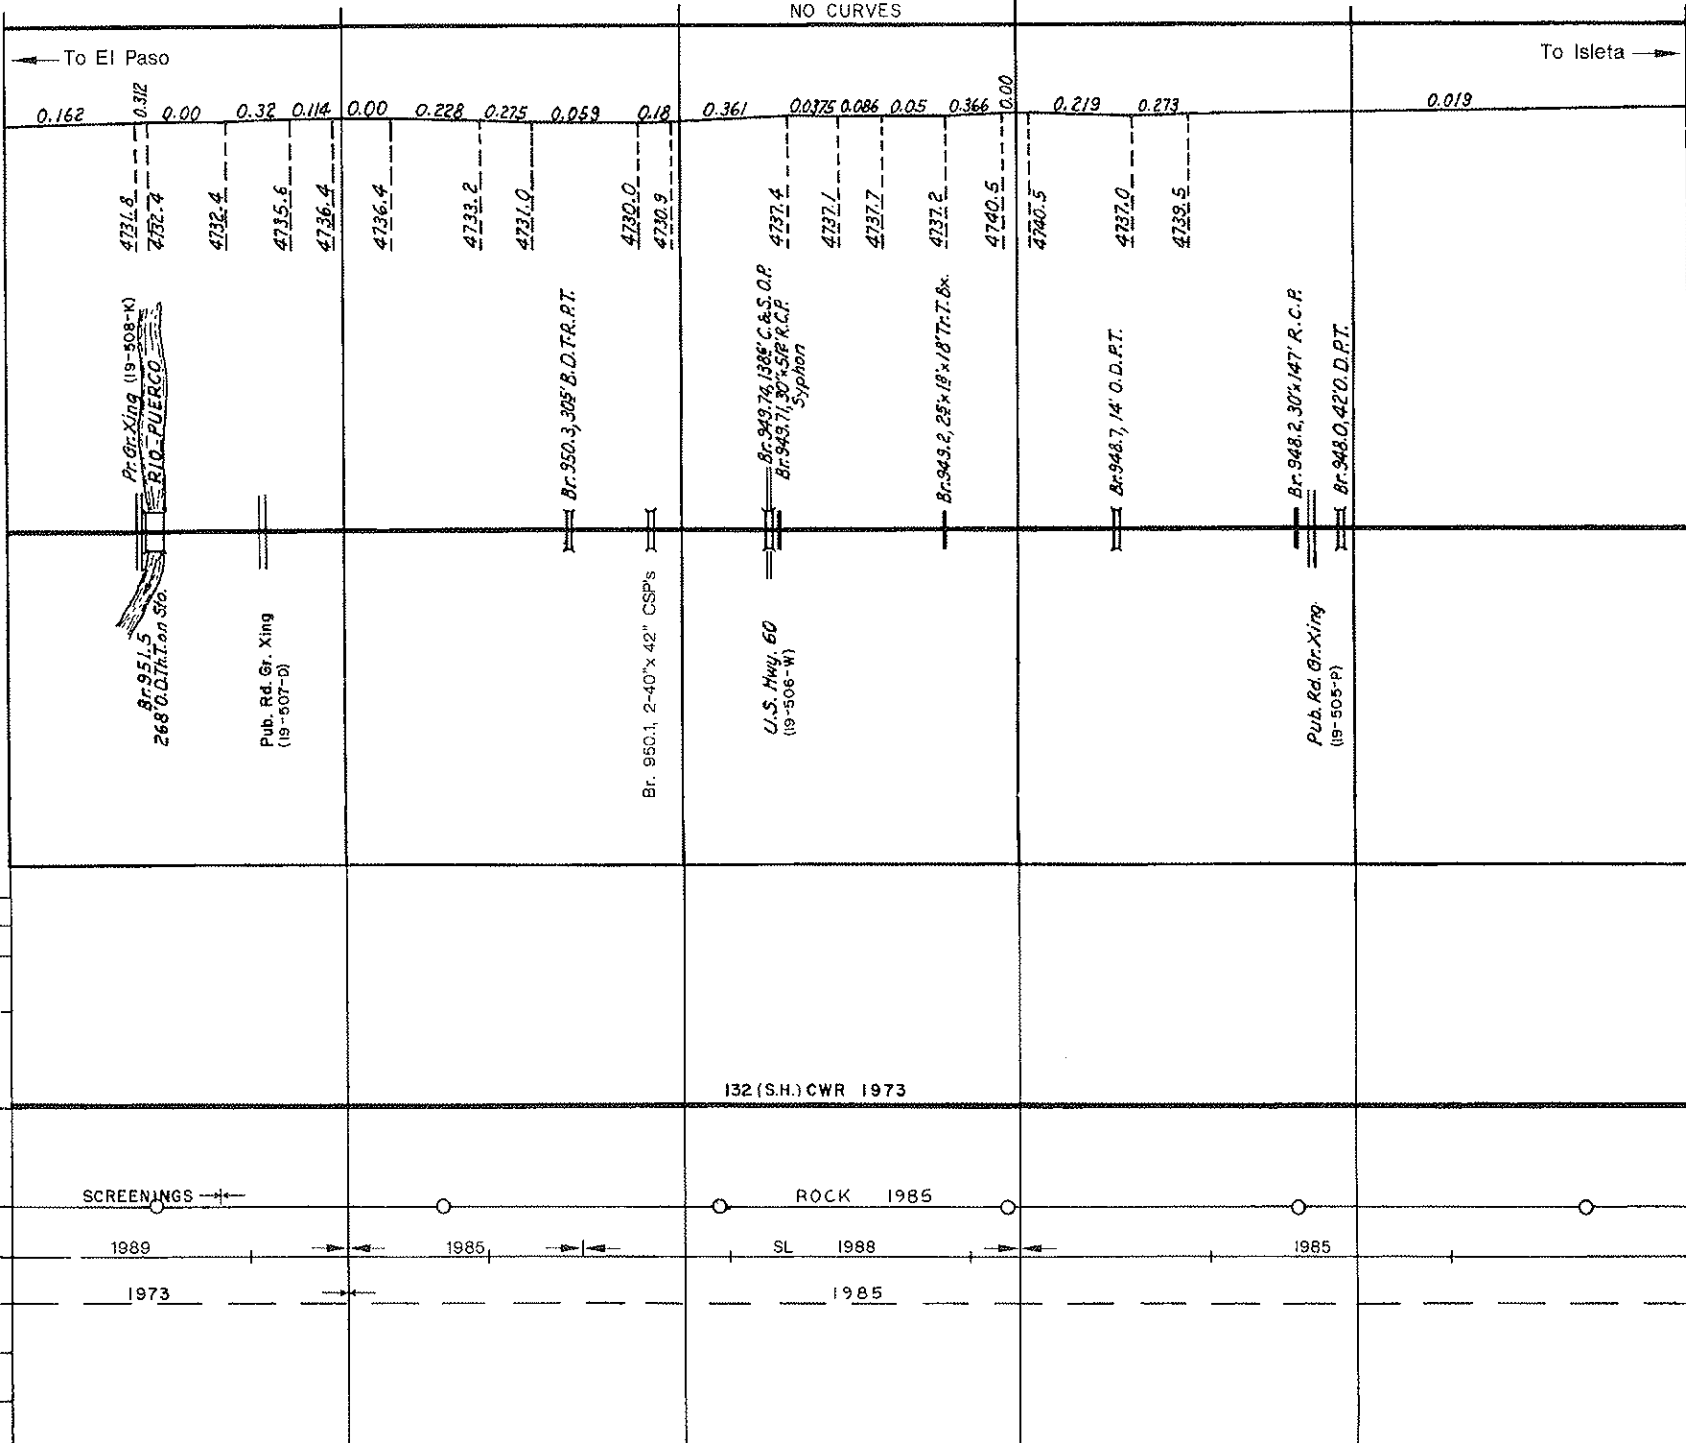 NO CURVES
To El Paso
To Isleta
0.162
0.312
0.00
0.32
0.114
0.00
0.228
0.275
0.059
0.18
0.361
0.0375
0.086
0.05
0.366
0.00
0.219
0.273
0.019
4731.8
4732.4
4732.4
4735.6
4736.4
4736.4
4733.2
4731.0
4730.0
4730.9
4737.4
4737.1
4737.7
4737.2
4740.5
4740.5
4737.0
4739.5
Pr. Gr. Xing (19-508-K)
RIO-PUERCO
Br. 951.5
268' O.D.Th.T. on Sto.
Pub. Rd. Gr. Xing
(19-507-D)
Br. 950.3, 305' B.D.T.R.P.T.
Br. 950.1, 2-40"x 42" CSP's
Br. 949.74, 138' C.&S. O.P.
Br. 949.71, 30"x R.C.P.
Syphon
U.S. Hwy. 60
(19-506-W)
Br. 949.2, x 18' Tr.T. Bx.
Br. 948.7, 14' O.D.P.T.
Br. 948.2, 30"x 147' R.C.P.
Pub. Rd. Gr. Xing
(19-505-P)
Br. 948.0, 42' O.D.P.T.
132 (S.H.) CWR 1973
SCREENINGS
ROCK 1985
1989
1985
SL 1988
1985
1973
1985